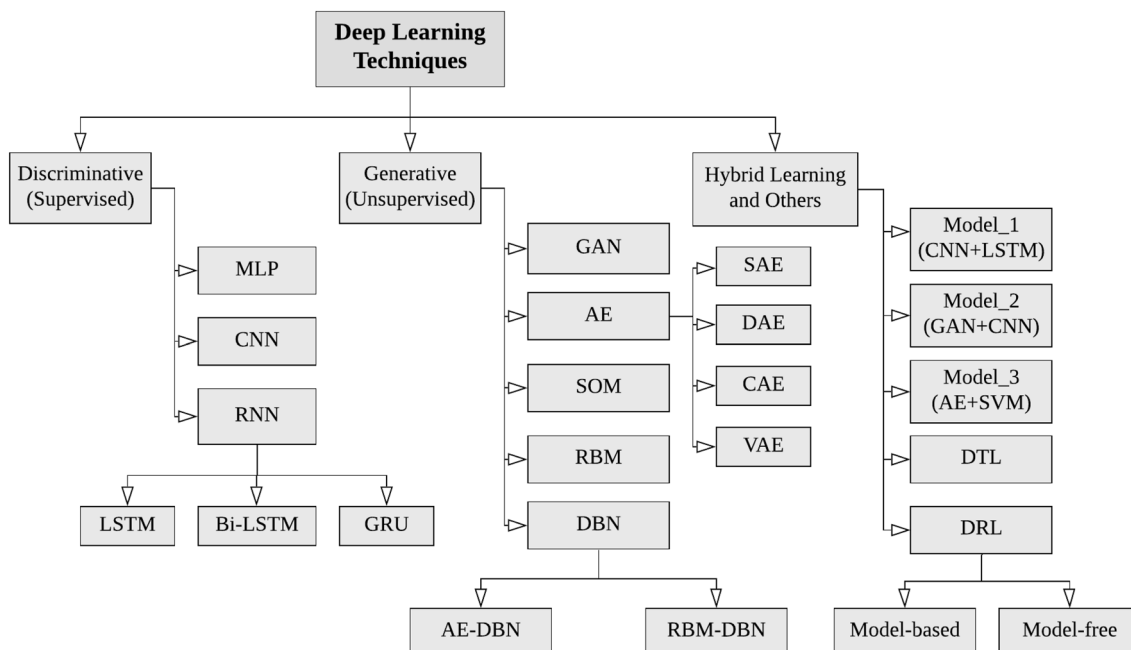 Deep Learning
Techniques
Discriminative
(Supervised)
Generative
(Unsupervised)
Hybrid Learning
and Others
MLP
CNN
RNN
LSTM
Bi-LSTM
GRU
GAN
AE
SOM
RBM
DBN
SAE
DAE
CAE
VAE
AE-DBN
RBM-DBN
Model_1
(CNN+LSTM)
Model_2
(GAN+CNN)
Model_3
(AE+SVM)
DTL
DRL
Model-based
Model-free